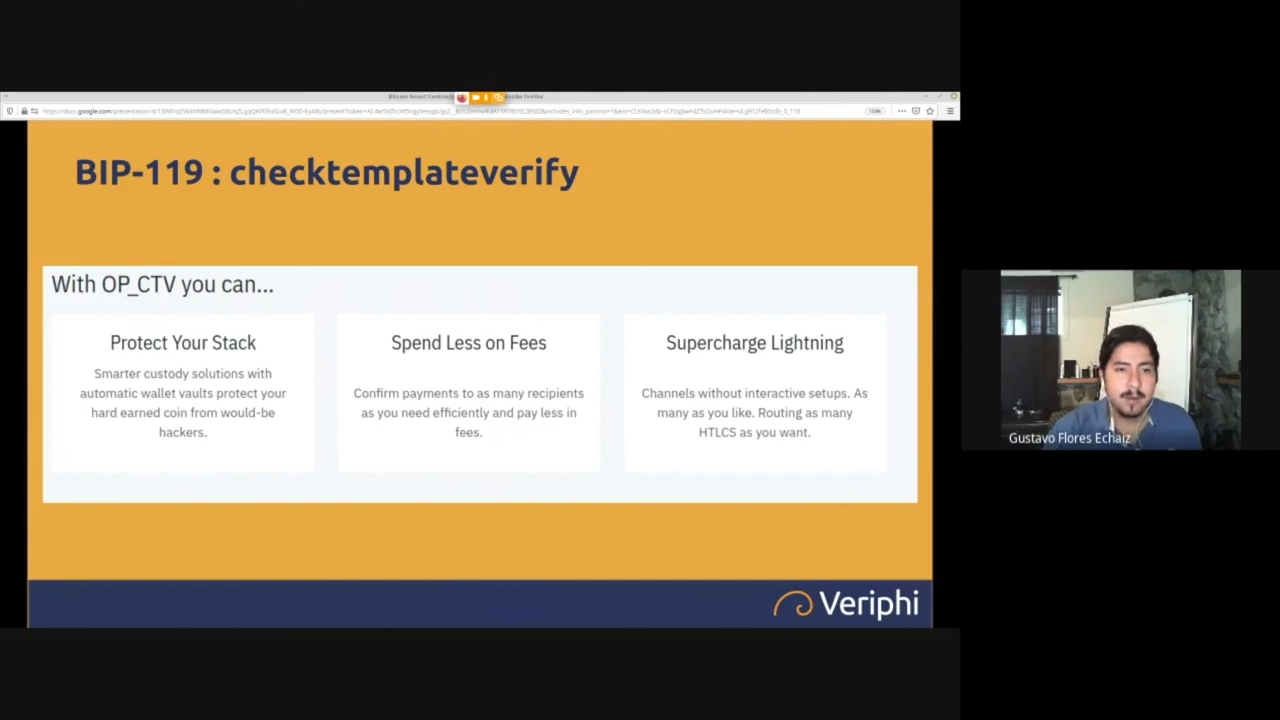 BIP-119 : checktemplateverify
With OP_CTV you can...
Protect Your Stack
Smarter custody solutions with
automatic wallet vaults protect your
hard earned coin from would-be
hackers.
Spend Less on Fees
Confirm payments to as many recipients
as you need efficiently and pay less in
fees.
Supercharge Lightning
Channels without interactive setups. As
many as you like. Routing as many
HTLCS as you want.
Veriphi
Gustavo Flores Echaiz